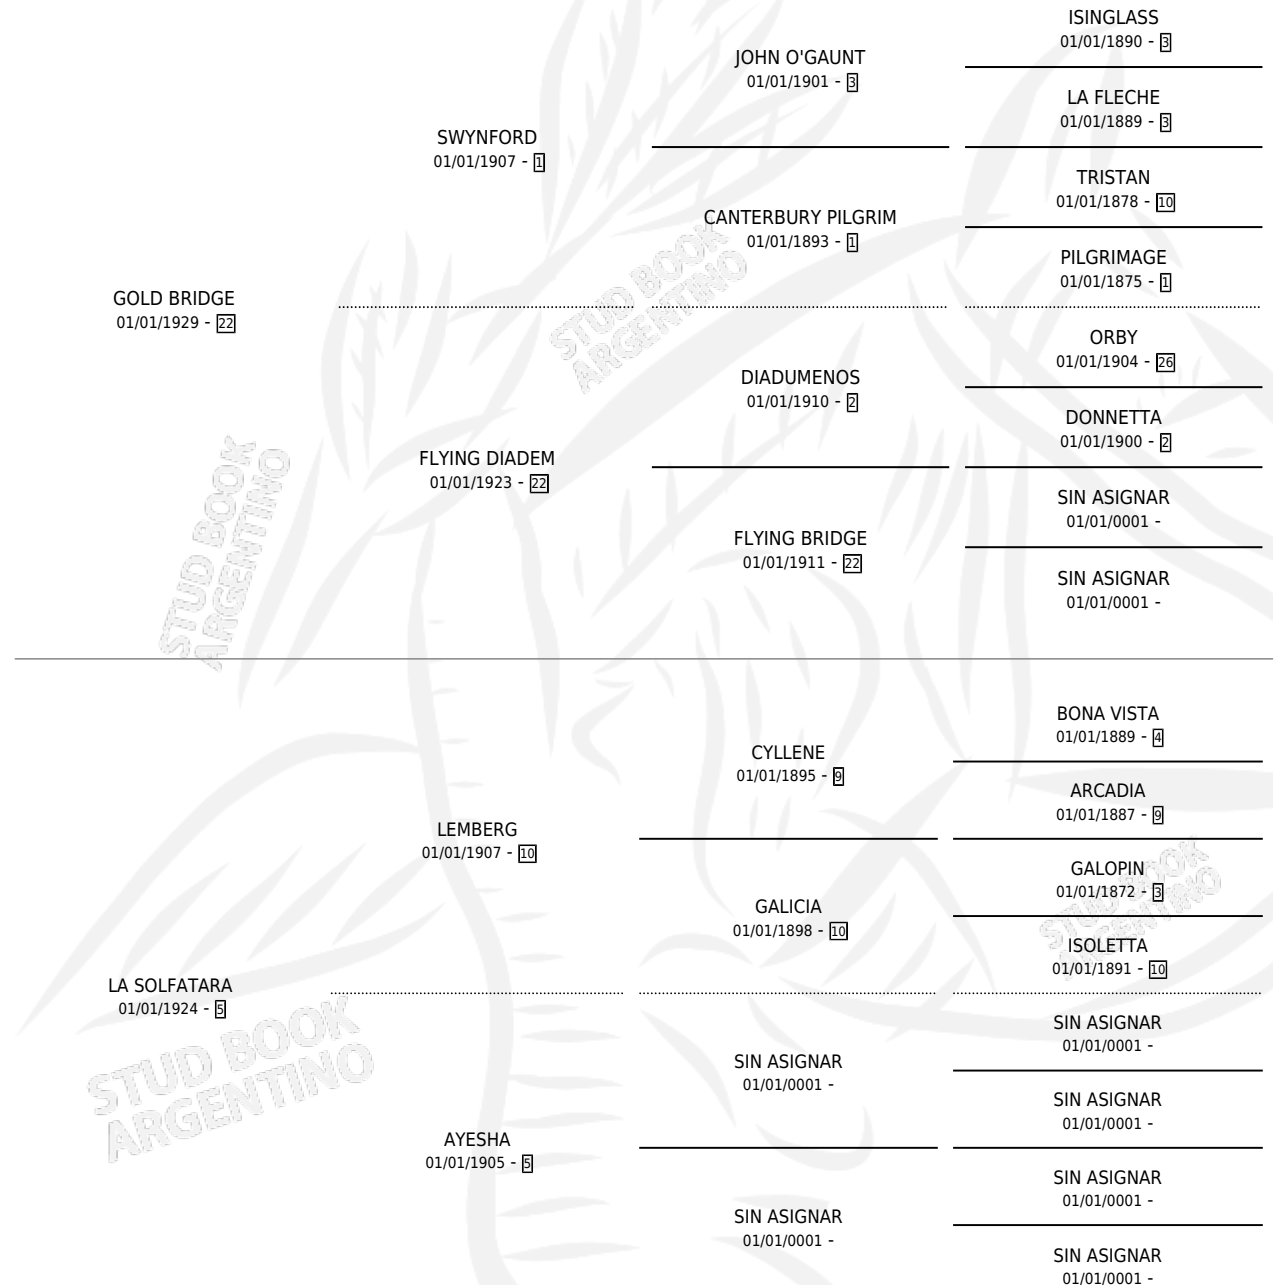 ISINGLASS
01/01/1890 - 3
JOHN O'GAUNT
01/01/1901 - 3
LA FLECHE
01/01/1889 - 3
SWYNFORD
01/01/1907 - 1
TRISTAN
01/01/1878 - 10
CANTERBURY PILGRIM
01/01/1893 - 1
PILGRIMAGE
01/01/1875 - 1
GOLD BRIDGE
01/01/1929 - 22
STUD BOOK
ARGENTINO
ORBY
01/01/1904 - 26
DIADUMENOS
01/01/1910 - 2
DONNETTA
01/01/1900 - 2
FLYING DIADEM
01/01/1923 - 22
SIN ASIGNAR
01/01/0001 -
FLYING BRIDGE
01/01/1911 - 22
SIN ASIGNAR
01/01/0001 -
STUD BOOK
ARGENTINO
BONA VISTA
01/01/1889 - 4
CYLLENE
01/01/1895 - 9
ARCADIA
01/01/1887 - 9
LEMBERG
01/01/1907 - 10
GALOPIN
01/01/1872 - 3
GALICIA
01/01/1898 - 10
STUD BOOK
ARGENTINO
ISOLETTA
01/01/1891 - 10
LA SOLFATARA
01/01/1924 - 5
STUD BOOK
ARGENTINO
SIN ASIGNAR
01/01/0001 -
SIN ASIGNAR
01/01/0001 -
SIN ASIGNAR
01/01/0001 -
AYESHA
01/01/1905 - 5
SIN ASIGNAR
01/01/0001 -
SIN ASIGNAR
01/01/0001 -
SIN ASIGNAR
01/01/0001 -